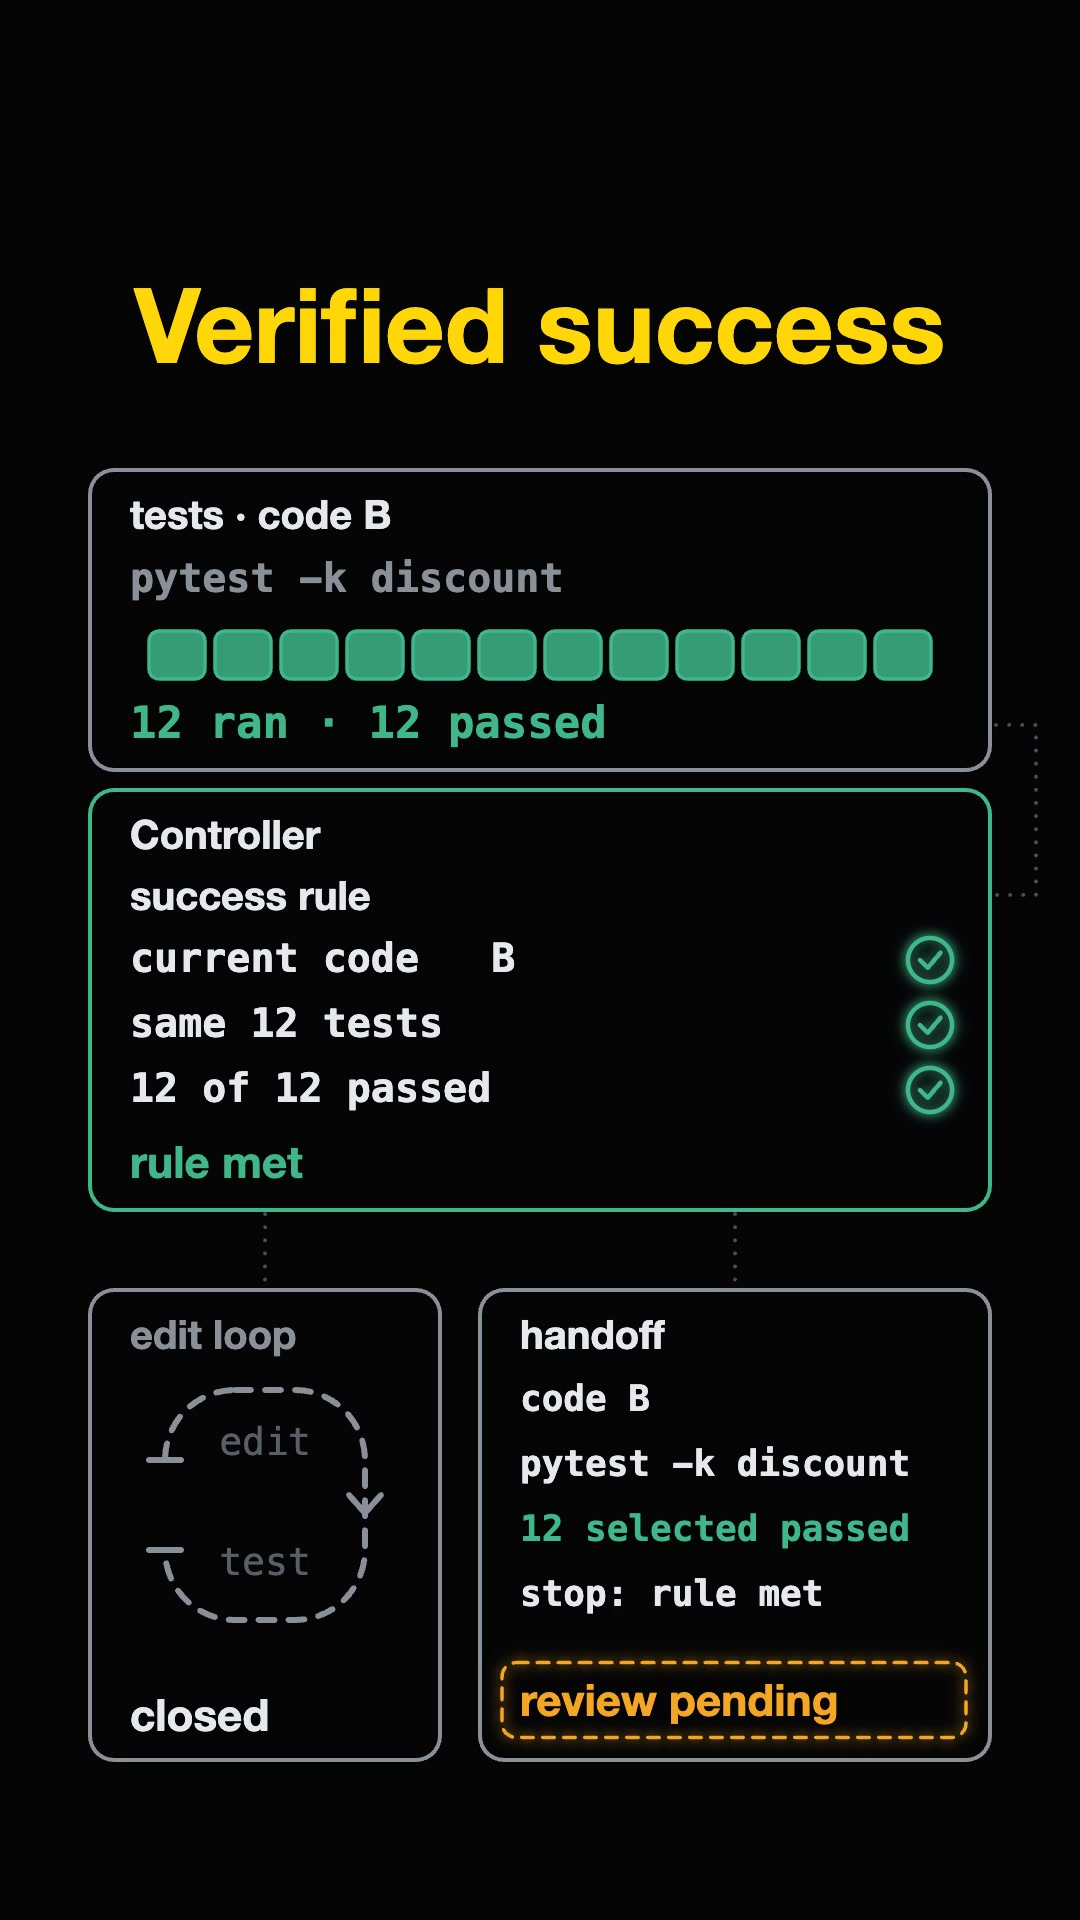 Verified success
tests · code B
pytest –k discount
12 ran · 12 passed
Controller
success rule
current code B
same 12 tests
12 of 12 passed
rule met
edit loop
edit
test
closed
handoff
code B
pytest –k discount
12 selected passed
stop: rule met
review pending